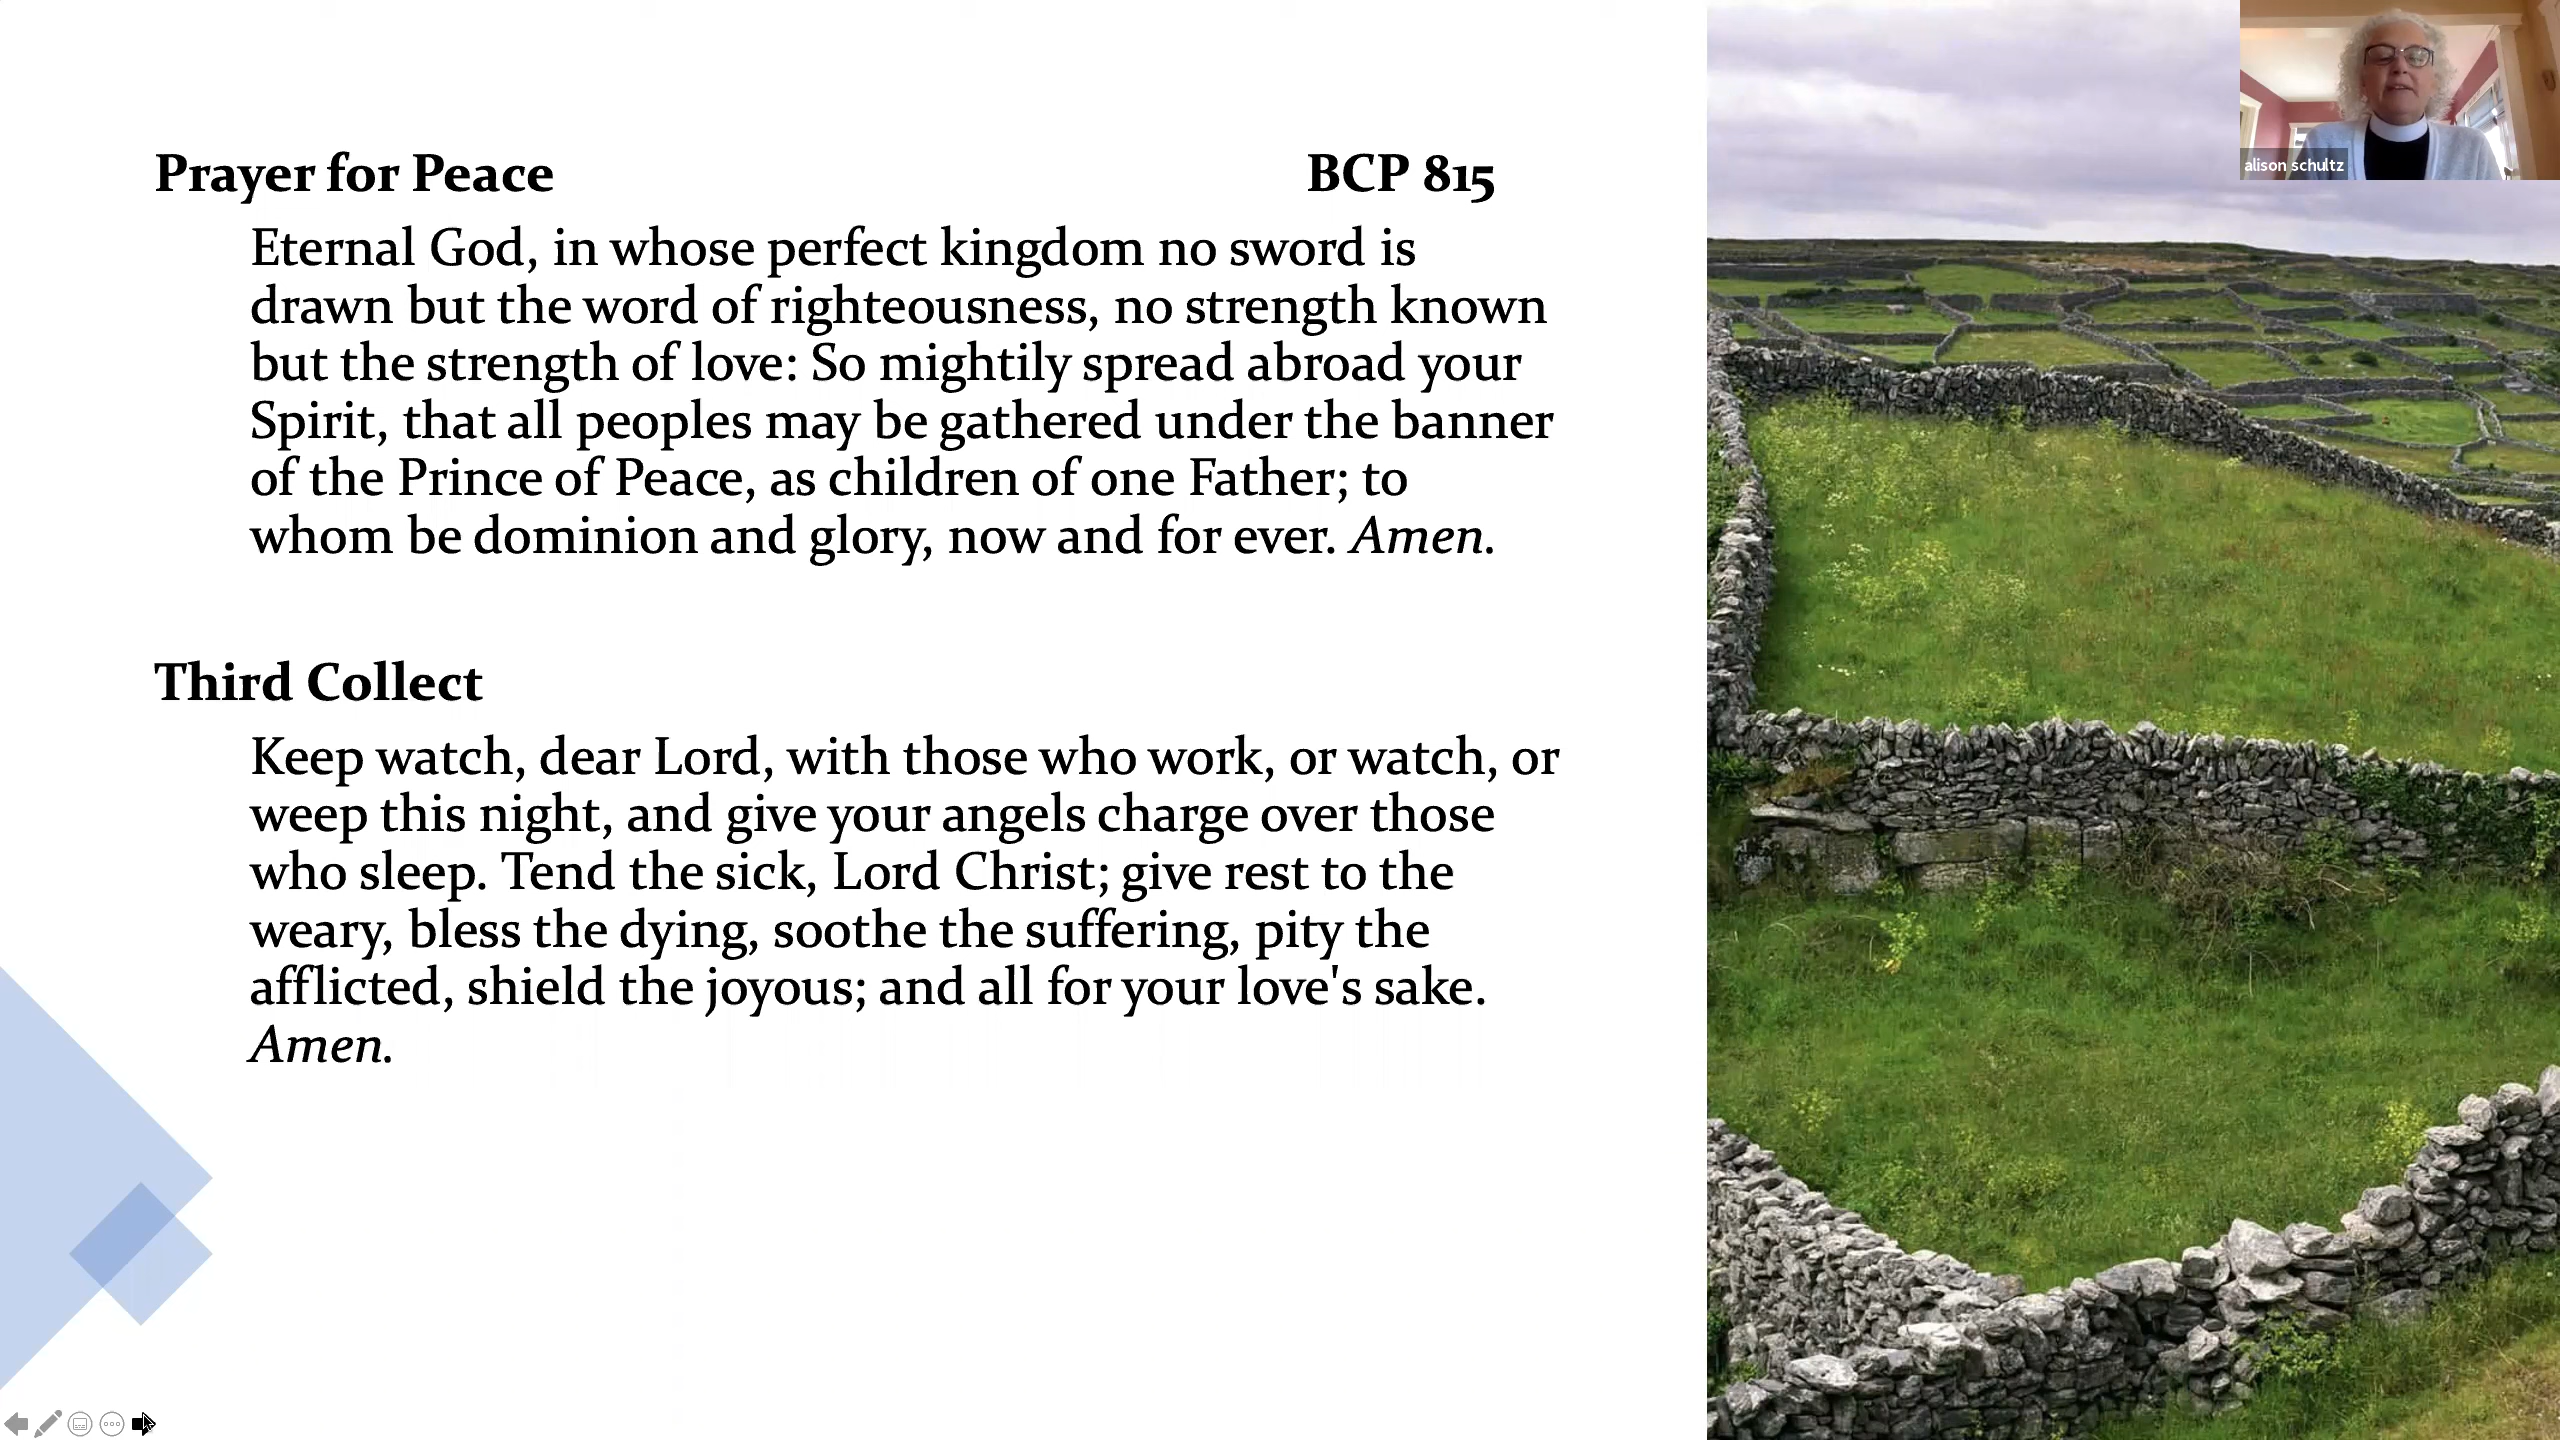 Prayer for Peace BCP 815
Eternal God, in whose perfect kingdom no sword is
drawn but the word of righteousness, no strength known
but the strength of love: So mightily spread abroad your
Spirit, that all peoples may be gathered under the banner
of the Prince of Peace, as children of one Father; to
whom be dominion and glory, now and for ever. Amen.
Third Collect
Keep watch, dear Lord, with those who work, or watch, or
weep this night, and give your angels charge over those
who sleep. Tend the sick, Lord Christ; give rest to the
weary, bless the dying, soothe the suffering, pity the
afflicted, shield the joyous; and all for your love's sake.
Amen.
alison schultz